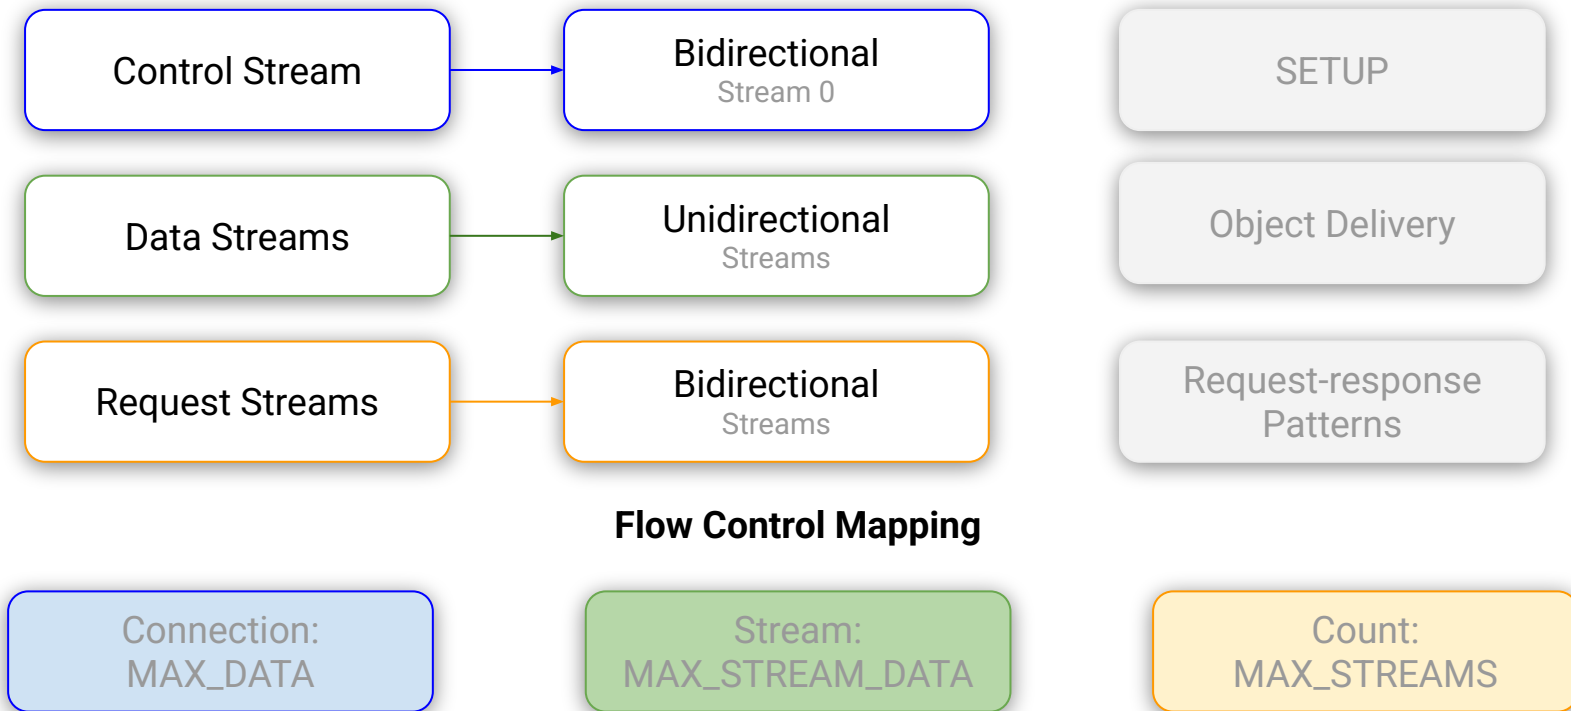 Control Stream
Bidirectional
Stream 0
SETUP
Data Streams
Unidirectional
Streams
Object Delivery
Request Streams
Bidirectional
Streams
Request-response
Patterns
Flow Control Mapping
Connection:
MAX_DATA
Stream:
MAX_STREAM_DATA
Count:
MAX_STREAMS